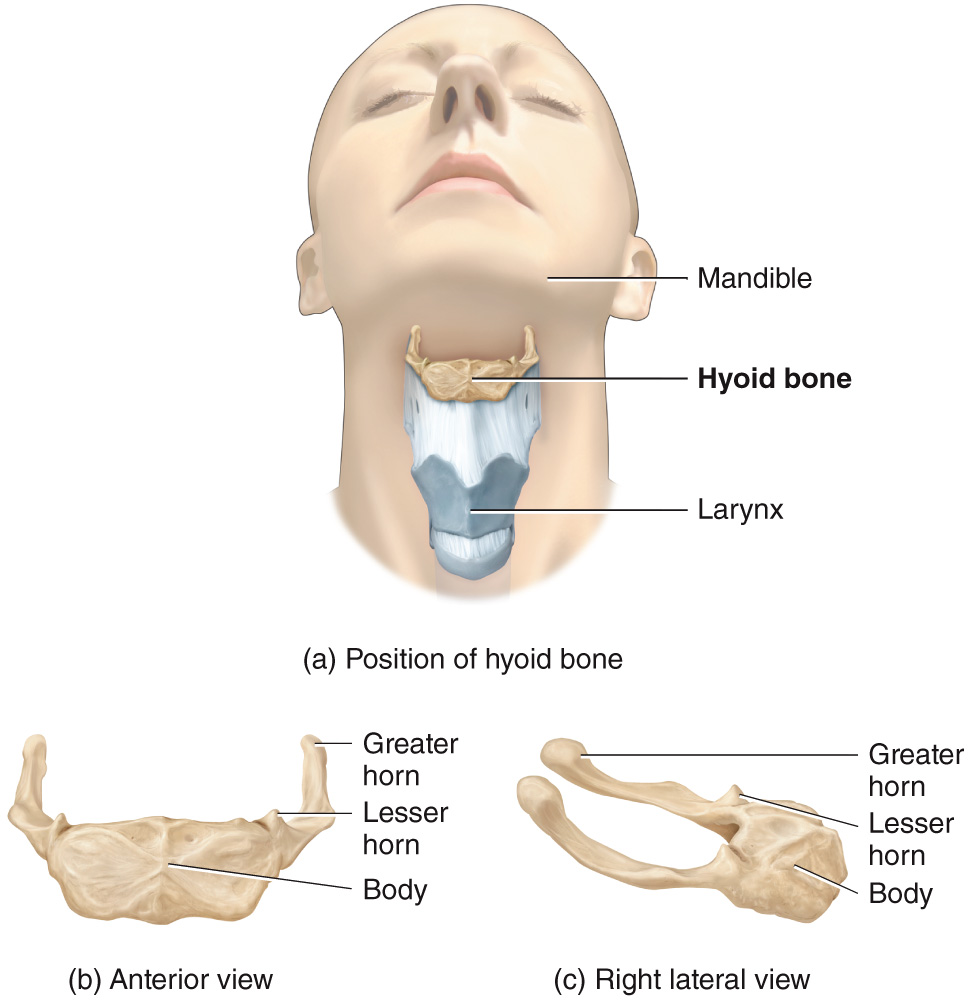 Mandible
Hyoid bone
Larynx
(a) Position of hyoid bone
Greater
horn
Lesser
horn
Body
(b) Anterior view
Greater
horn
Lesser
horn
Body
(c) Right lateral view